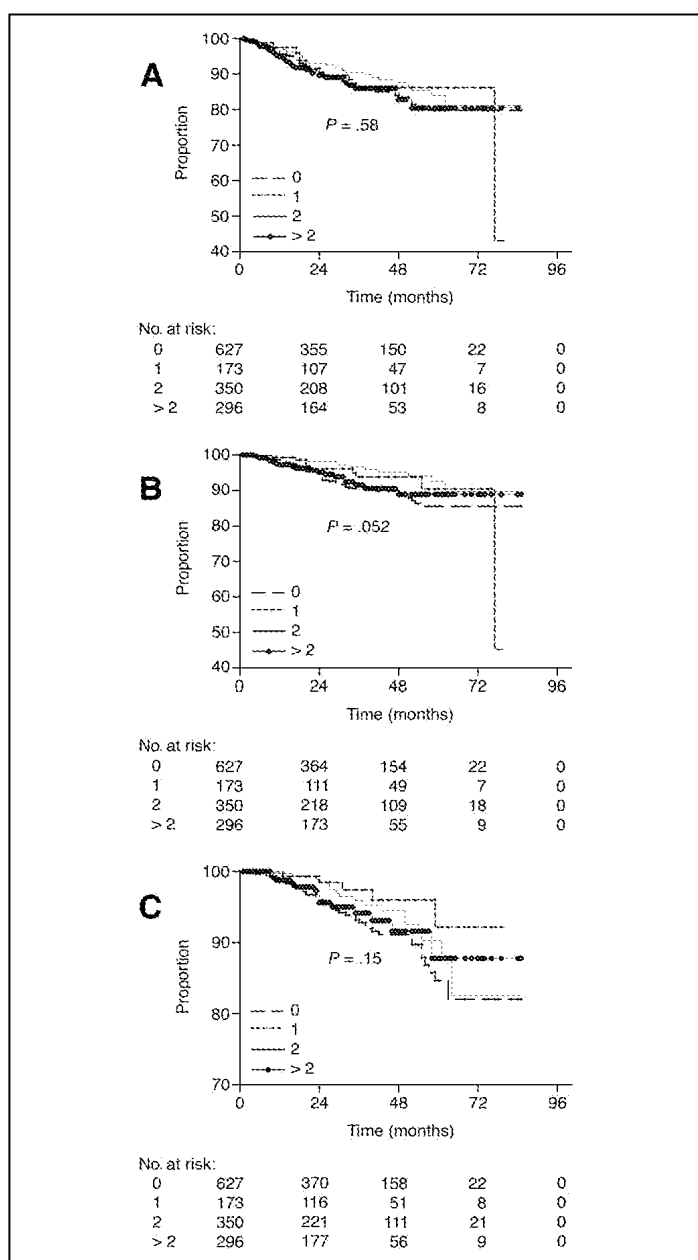 A
100
90
80
70
60
50
40
Proportion
P = .58
0
1
2
> 2
0 24 48 72 96
Time (months)
No. at risk:
0 627 355 150 22 0
1 173 107 47 7 0
2 350 208 101 16 0
> 2 296 164 53 8 0
B
100
90
80
70
60
50
40
Proportion
P = .052
0
1
2
> 2
0 24 48 72 96
Time (months)
No. at risk:
0 627 364 154 22 0
1 173 111 49 7 0
2 350 218 109 18 0
> 2 296 173 55 9 0
C
100
90
80
70
Proportion
P = .15
0
1
2
> 2
0 24 48 72 96
Time (months)
No. at risk:
0 627 370 158 22 0
1 173 116 51 8 0
2 350 221 111 21 0
> 2 296 177 56 9 0